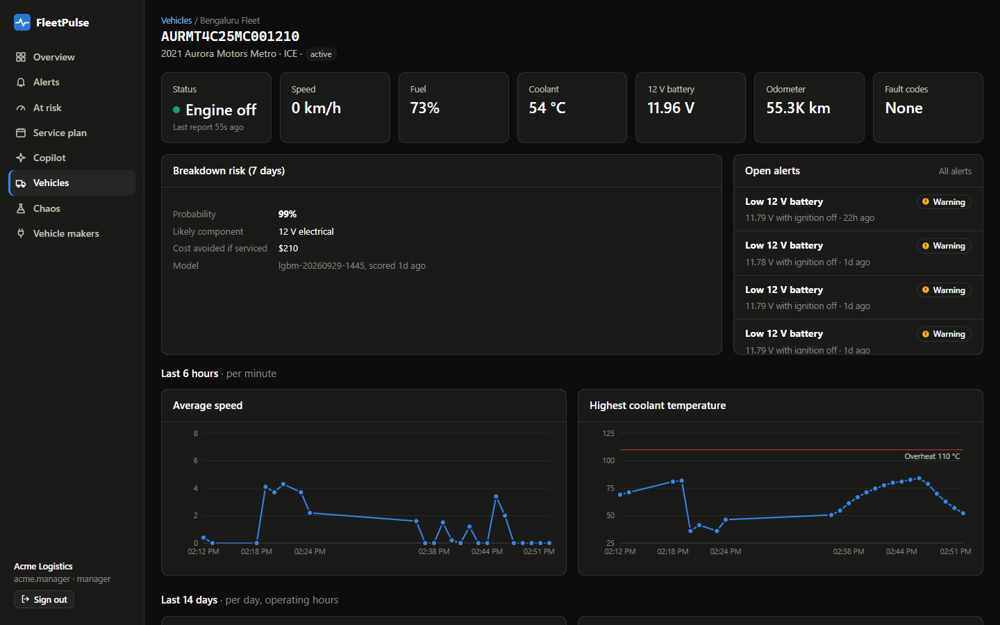 FleetPulse
Overview
Alerts
At risk
Service plan
Copilot
Vehicles
Chaos
Vehicle makers
Acme Logistics
acme.manager · manager
Sign out
Vehicles / Bengaluru Fleet
AURMT4C25MC001210
2021 Aurora Motors Metro · ICE · active
Status
Engine off
Last report 55s ago
Speed
0 km/h
Fuel
73%
Coolant
54 °C
12 V battery
11.96 V
Odometer
55.3K km
Fault codes
None
Breakdown risk (7 days)
Probability 99%
Likely component 12 V electrical
Cost avoided if serviced $210
Model lgbm-20260929-1445, scored 1d ago
Open alerts All alerts
Low 12 V battery Warning
11.79 V with ignition off · 22h ago
Low 12 V battery Warning
11.78 V with ignition off · 1d ago
Low 12 V battery Warning
11.79 V with ignition off · 1d ago
Low 12 V battery Warning
11.79 V with ignition off · 1d ago
Last 6 hours · per minute
Average speed
8
6
4
2
0
02:12 PM 02:18 PM 02:24 PM 02:38 PM 02:44 PM 02:51 PM
Highest coolant temperature
125
Overheat 110 °C
100
75
50
25
02:12 PM 02:18 PM 02:24 PM 02:38 PM 02:44 PM 02:51 PM
Last 14 days · per day, operating hours